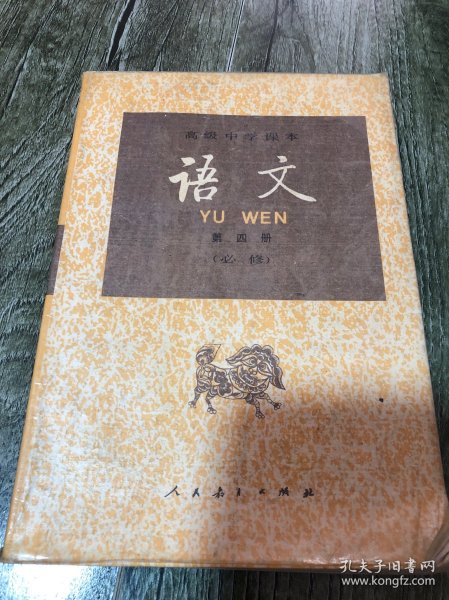 高级中学课本
语文
YU WEN
第四册
(必修)
人民教育出版社
孔夫子旧书网
www.kongfz.com